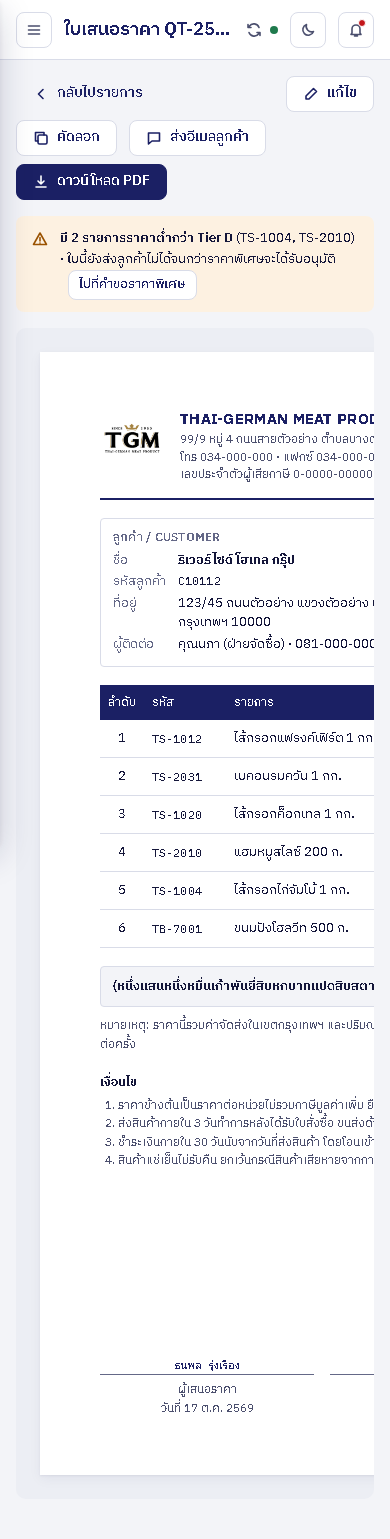 ใบเสนอราคา QT-25...
กลับไปรายการ
แก้ไข
คัดลอก
ส่งอีเมลลูกค้า
ดาวน์โหลด PDF
มี 2 รายการราคาต่ำกว่า Tier D (TS-1004, TS-2010)
· ใบนี้ยังส่งลูกค้าไม่ได้จนกว่าราคาพิเศษจะได้รับอนุมัติ
ไปที่คำขอราคาพิเศษ
SINCE 1963
TGM
THAI-GERMAN MEAT PRODUCT
THAI-GERMAN MEAT PROD
99/9 หมู่ 4 ถนนสายตัวอย่าง ตำบลบาง
โทร 034-000-000 · แฟกซ์ 034-000-0
เลขประจำตัวผู้เสียภาษี 0-0000-00000
ลูกค้า / CUSTOMER
ชื่อ ริเวอร์ไซด์ โฮเทล กรุ๊ป
รหัสลูกค้า C10112
ที่อยู่ 123/45 ถนนตัวอย่าง แขวงตัวอย่าง
กรุงเทพฯ 10000
ผู้ติดต่อ คุณนภา (ฝ่ายจัดซื้อ) · 081-000-000
ลำดับ รหัส รายการ
1 TS-1012 ไส้กรอกแฟรงค์เฟิร์ต 1 กก
2 TS-2031 เบคอนรมควัน 1 กก.
3 TS-1020 ไส้กรอกค็อกเทล 1 กก.
4 TS-2010 แฮมหมูสไลซ์ 200 ก.
5 TS-1004 ไส้กรอกไก่จัมโบ้ 1 กก.
6 TB-7001 ขนมปังโฮลวีท 500 ก.
(หนึ่งแสนหนึ่งหมื่นเก้าพันยี่สิบหกบาทแปดสิบสตา
หมายเหตุ: ราคานี้รวมค่าจัดส่งในเขตกรุงเทพฯ และปริม
ต่อครั้ง
เงื่อนไข
1. ราคาข้างต้นเป็นราคาต่อหน่วยไม่รวมภาษีมูลค่าเพิ่ม ยื
2. ส่งสินค้าภายใน 3 วันทำการหลังได้รับใบสั่งซื้อ ขนส่งด้
3. ชำระเงินภายใน 30 วันนับจากวันที่ส่งสินค้า โดยโอนเข้า
4. สินค้าแช่เย็นไม่รับคืน ยกเว้นกรณีสินค้าเสียหายจากกา
ธนพล รุ่งเรือง
ผู้เสนอราคา
วันที่ 17 ต.ค. 2569